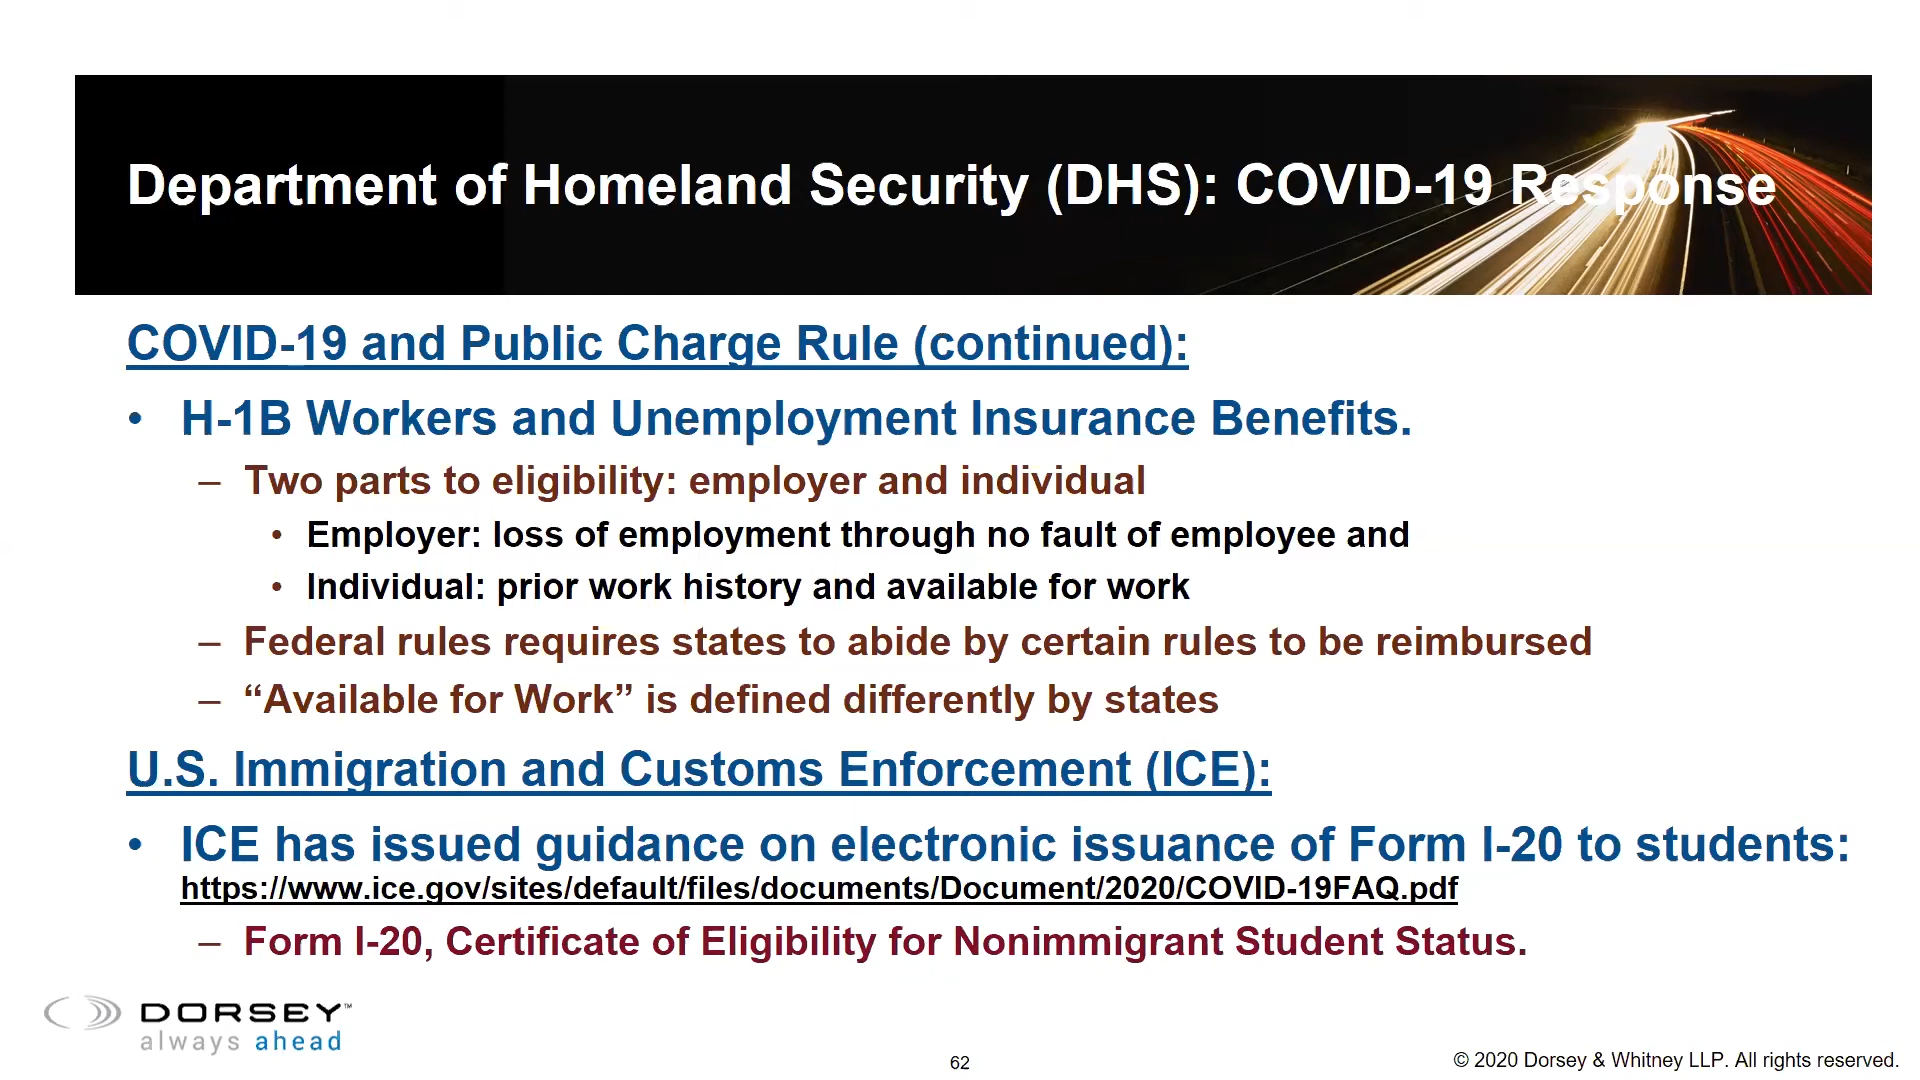 Department of Homeland Security (DHS): COVID-19 Response
COVID-19 and Public Charge Rule (continued):
• H-1B Workers and Unemployment Insurance Benefits.
– Two parts to eligibility: employer and individual
• Employer: loss of employment through no fault of employee and
• Individual: prior work history and available for work
– Federal rules requires states to abide by certain rules to be reimbursed
– “Available for Work” is defined differently by states
U.S. Immigration and Customs Enforcement (ICE):
• ICE has issued guidance on electronic issuance of Form I-20 to students:
https://www.ice.gov/sites/default/files/documents/Document/2020/COVID-19FAQ.pdf
– Form I-20, Certificate of Eligibility for Nonimmigrant Student Status.
DORSEY™
always ahead
62
© 2020 Dorsey & Whitney LLP. All rights reserved.